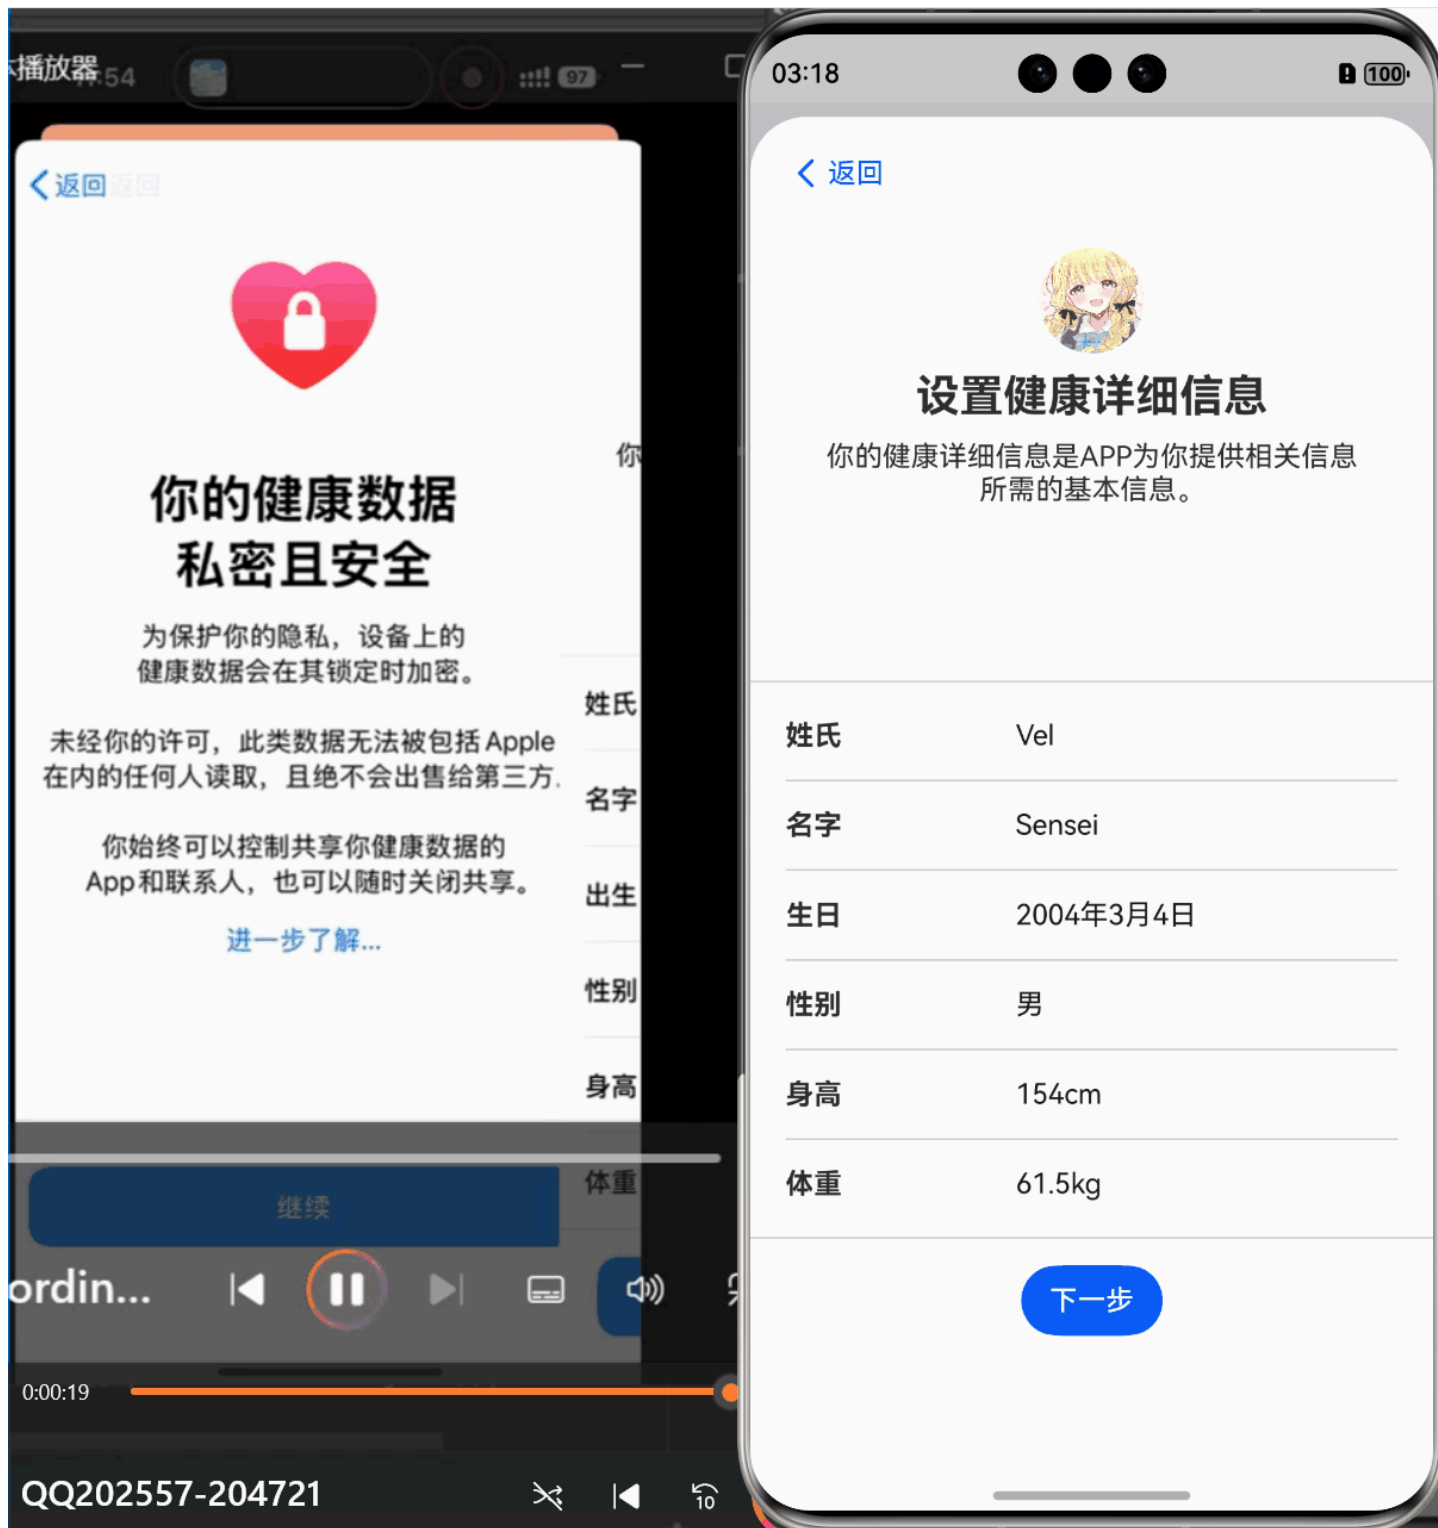 本播放器
:54
97
返回
返回
你的健康数据
私密且安全
为保护你的隐私，设备上的
健康数据会在其锁定时加密。
未经你的许可，此类数据无法被包括 Apple
在内的任何人读取，且绝不会出售给第三方.
你始终可以控制共享你健康数据的
App和联系人，也可以随时关闭共享。
进一步了解...
继续
你
姓氏
名字
出生
性别
身高
体重
ordin...
0:00:19
QQ202557-204721
10
03:18
100
返回
设置健康详细信息
你的健康详细信息是APP为你提供相关信息
所需的基本信息。
姓氏 Vel
名字 Sensei
生日 2004年3月4日
性别 男
身高 154cm
体重 61.5kg
下一步